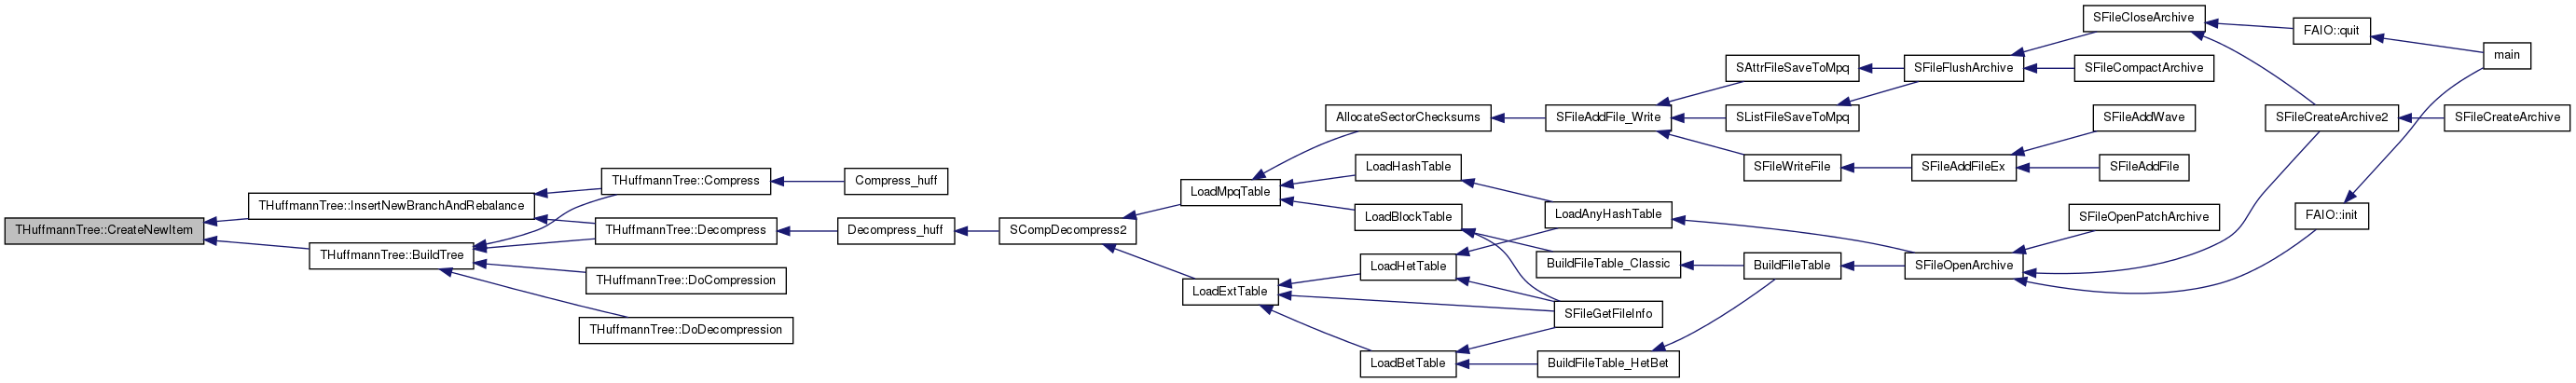 THuffmannTree::CreateNewItem
THuffmannTree::InsertNewBranchAndRebalance
THuffmannTree::BuildTree
THuffmannTree::Compress
THuffmannTree::Decompress
THuffmannTree::DoCompression
THuffmannTree::DoDecompression
Compress_huff
Decompress_huff
SCompDecompress2
LoadMpqTable
LoadExtTable
AllocateSectorChecksums
LoadHashTable
LoadBlockTable
LoadHetTable
LoadBetTable
SFileAddFile_Write
LoadAnyHashTable
BuildFileTable_Classic
SFileGetFileInfo
BuildFileTable_HetBet
SAttrFileSaveToMpq
SListFileSaveToMpq
SFileWriteFile
BuildFileTable
SFileFlushArchive
SFileAddFileEx
SFileOpenArchive
SFileCloseArchive
SFileCompactArchive
SFileAddWave
SFileAddFile
SFileOpenPatchArchive
FAIO::quit
SFileCreateArchive2
FAIO::init
main
SFileCreateArchive